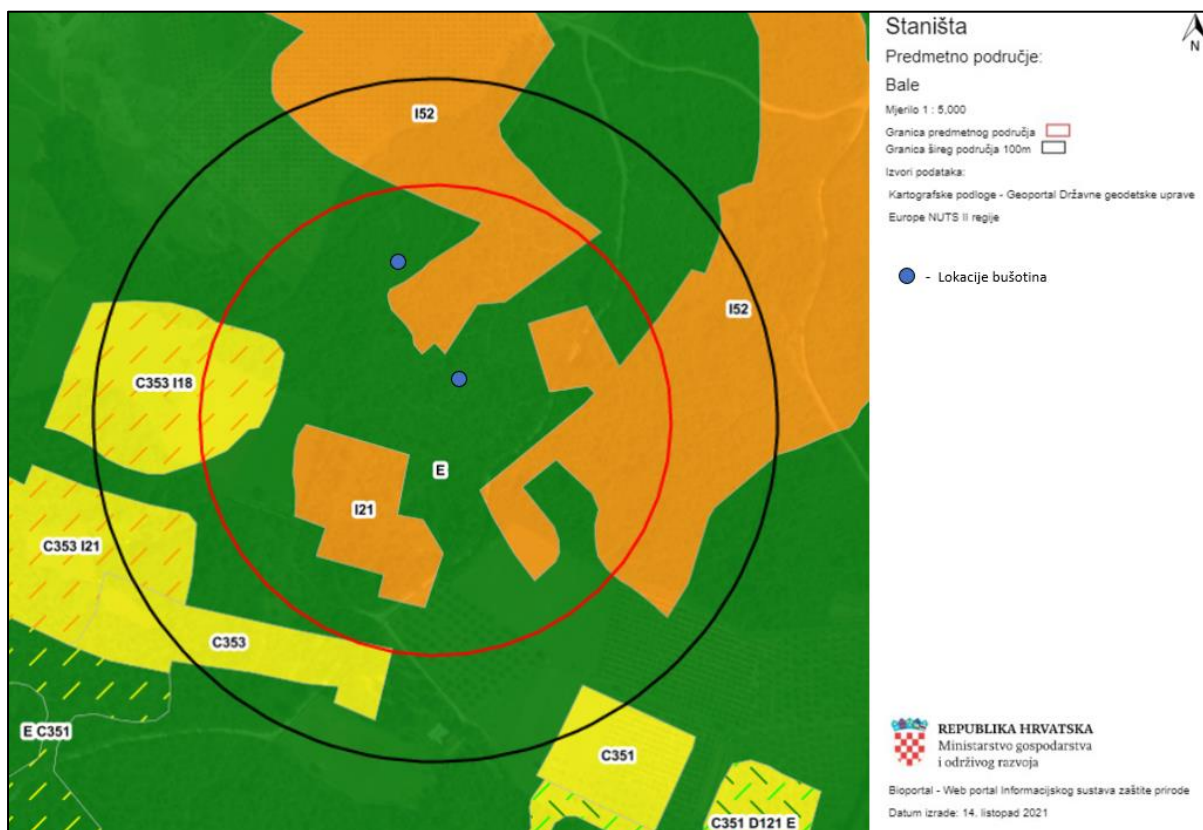 Staništa
N
Predmetno područje:
Bale
Mjerilo 1 : 5.000
Granica predmetnog područja
Granica šireg područja 100m
Izvori podataka:
Kartografske podloge - Geoportal Državne geodetske uprave
Europe NUTS II regije
- Lokacije bušotina
I52
I52
C353 I18
E
I21
C353 I21
C353
E C351
C351
C351 D121 E
REPUBLIKA HRVATSKA
Ministarstvo gospodarstva
i održivog razvoja
Bioportal - Web portal Informacijskog sustava zaštite prirode
Datum izrade: 14. listopad 2021